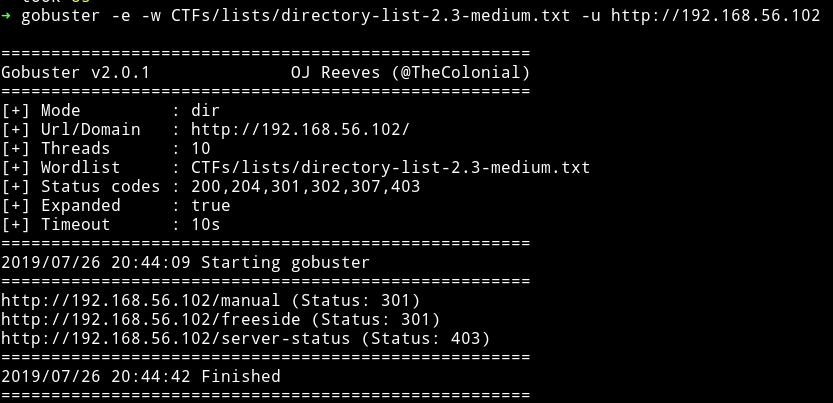 ➜ gobuster -e -w CTFs/lists/directory-list-2.3-medium.txt -u http://192.168.56.102
=====================================================
Gobuster v2.0.1              OJ Reeves (@TheColonial)
=====================================================
[+] Mode         : dir
[+] Url/Domain   : http://192.168.56.102/
[+] Threads      : 10
[+] Wordlist     : CTFs/lists/directory-list-2.3-medium.txt
[+] Status codes : 200,204,301,302,307,403
[+] Expanded     : true
[+] Timeout      : 10s
=====================================================
2019/07/26 20:44:09 Starting gobuster
=====================================================
http://192.168.56.102/manual (Status: 301)
http://192.168.56.102/freeside (Status: 301)
http://192.168.56.102/server-status (Status: 403)
=====================================================
2019/07/26 20:44:42 Finished
=====================================================